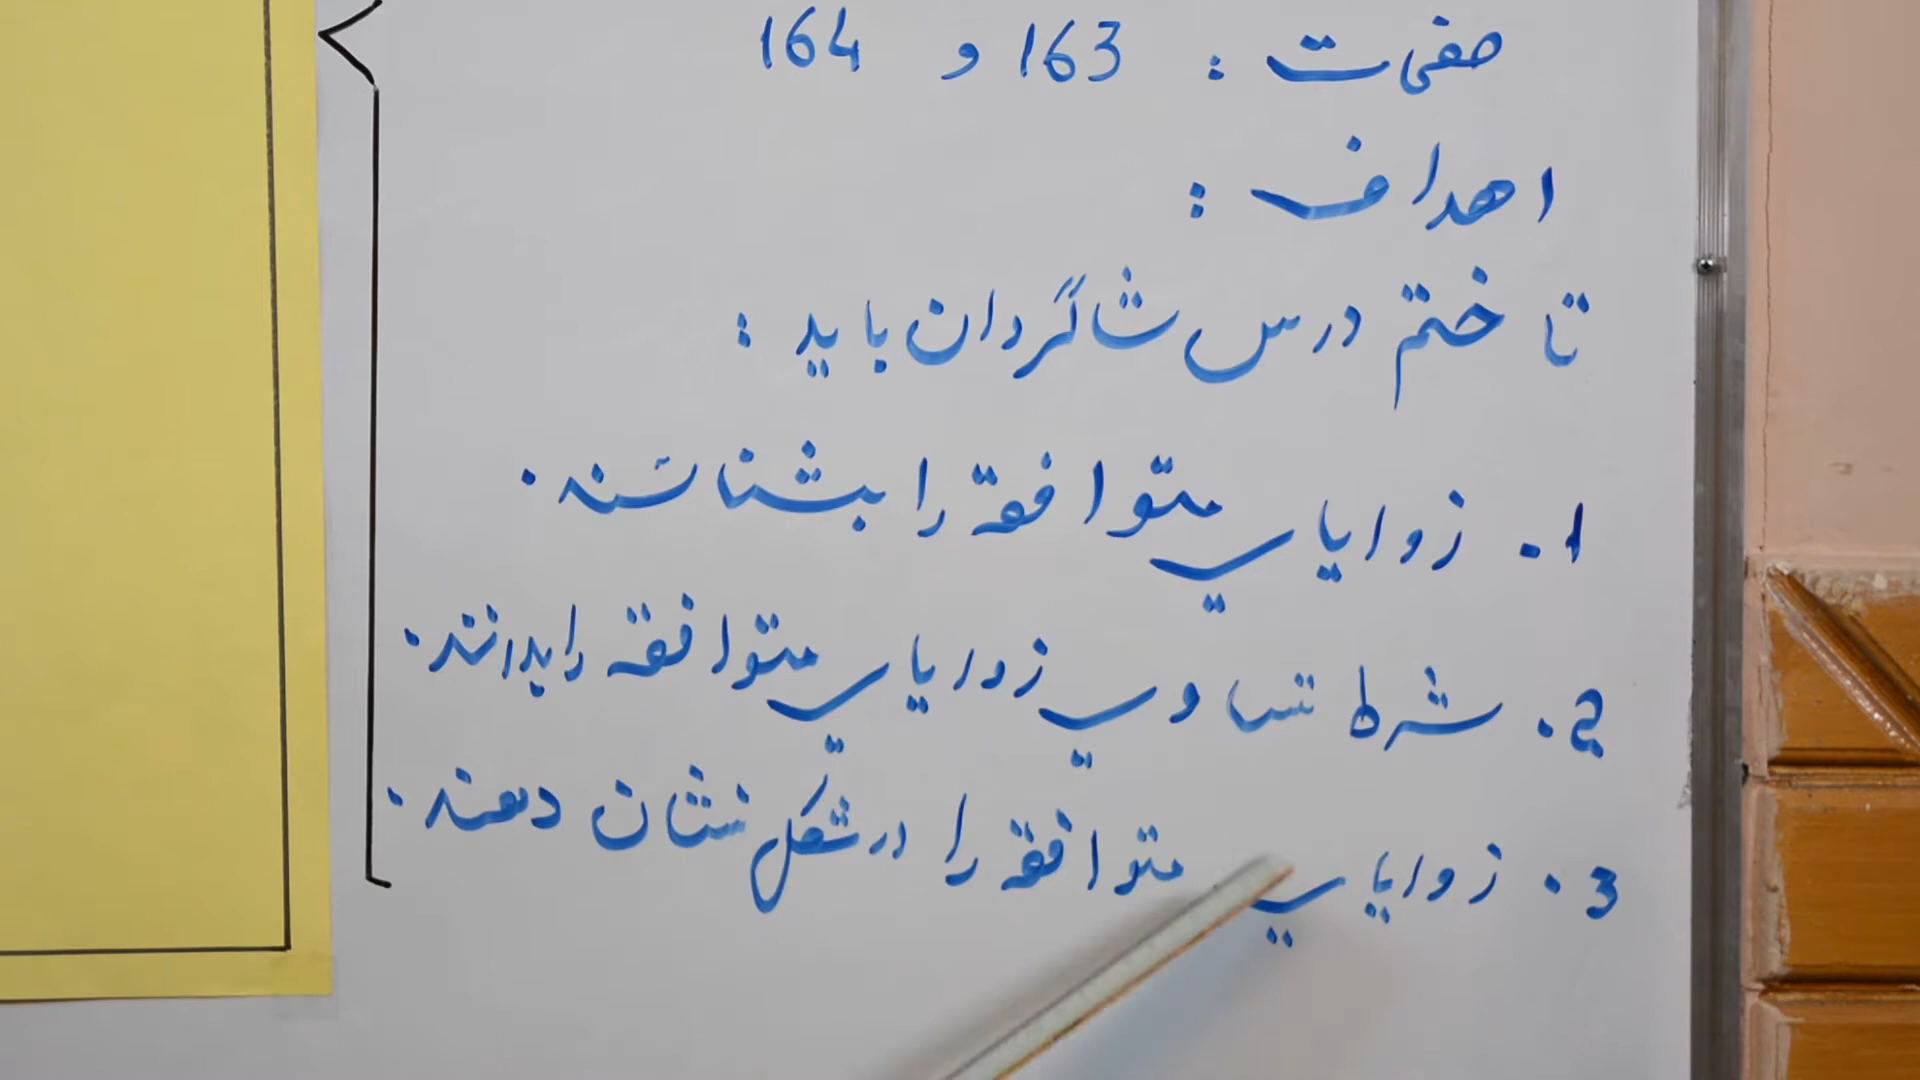 صفحات : 163 و 164
اهداف :
تا ختم درس شاگردان باید :
1. زوایای متوافقه را بشناسند.
2. شرط تساوی زوایای متوافقه را بدانند.
3. زوایای متوافقه را در شکل نشان دهند.